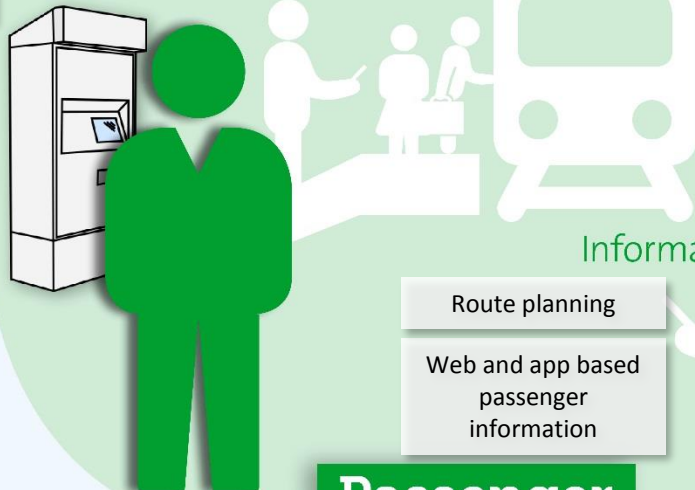 Informa
Route planning
Web and app based
passenger
information
Passenger